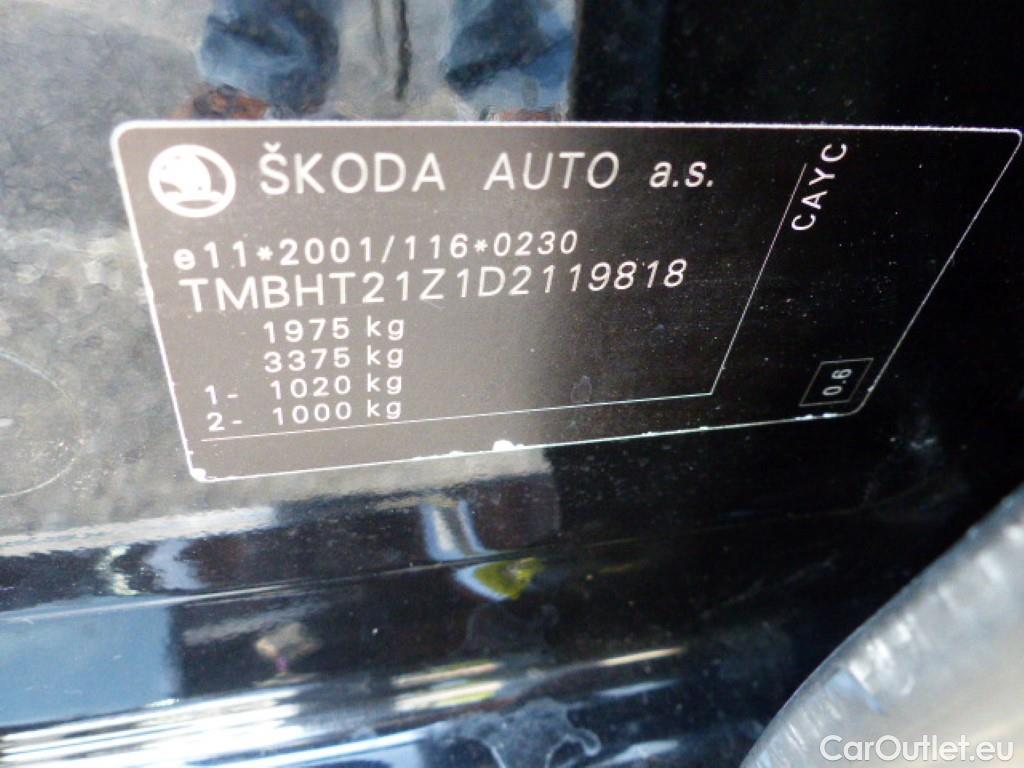 ŠKODA AUTO a.s.
CAYC
e11*2001/116*0230
TMBHT21Z1D2119818
1975 kg
3375 kg
1- 1020 kg
2- 1000 kg
0.6
CarOutlet.eu